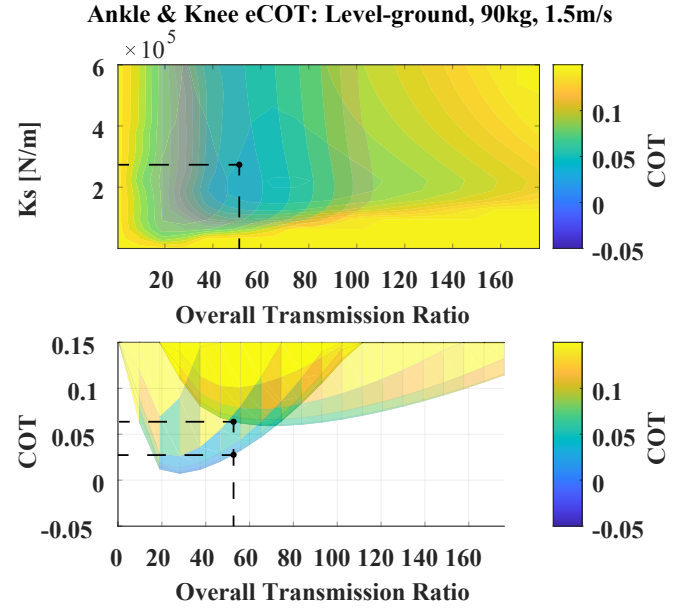 Ankle & Knee eCOT: Level-ground, 90kg, 1.5m/s
×10^5
6
4
2
Ks [N/m]
20 40 60 80 100 120 140 160
Overall Transmission Ratio
0.1
0.05
0
-0.05
COT
0.15
0.1
0.05
0
-0.05
COT
0 20 40 60 80 100 120 140 160
Overall Transmission Ratio
0.1
0.05
0
-0.05
COT